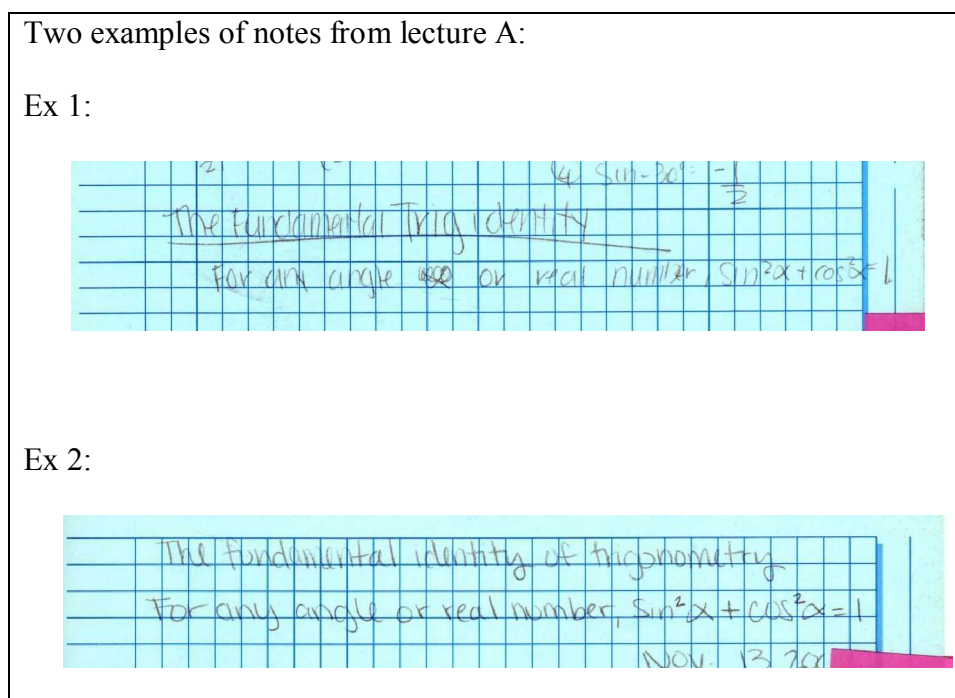 Two examples of notes from lecture A:
Ex 1:
(4 sin-30°= -1/2
The Fundamental Trig identity
For any angle or real number, sin²α + cos²α = 1
Ex 2:
The fundamental identity of trigonometry
For any angle or real number, sin²α + cos²α = 1
Nov. 13 200